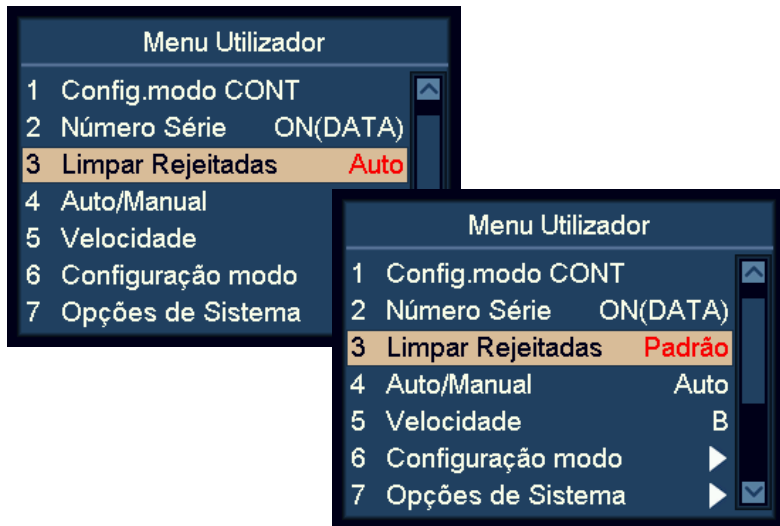 Menu Utilizador
1 Config.modo CONT
2 Número Série ON(DATA)
3 Limpar Rejeitadas Auto
4 Auto/Manual
5 Velocidade
6 Configuração modo
7 Opções de Sistema
Menu Utilizador
1 Config.modo CONT
2 Número Série ON(DATA)
3 Limpar Rejeitadas Padrão
4 Auto/Manual Auto
5 Velocidade B
6 Configuração modo
7 Opções de Sistema